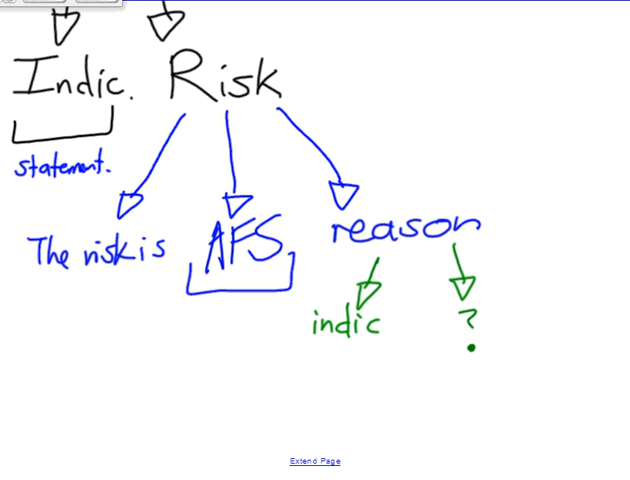 Indic. Risk
statement.
The risk is AFS reason
indic ?
Extend Page